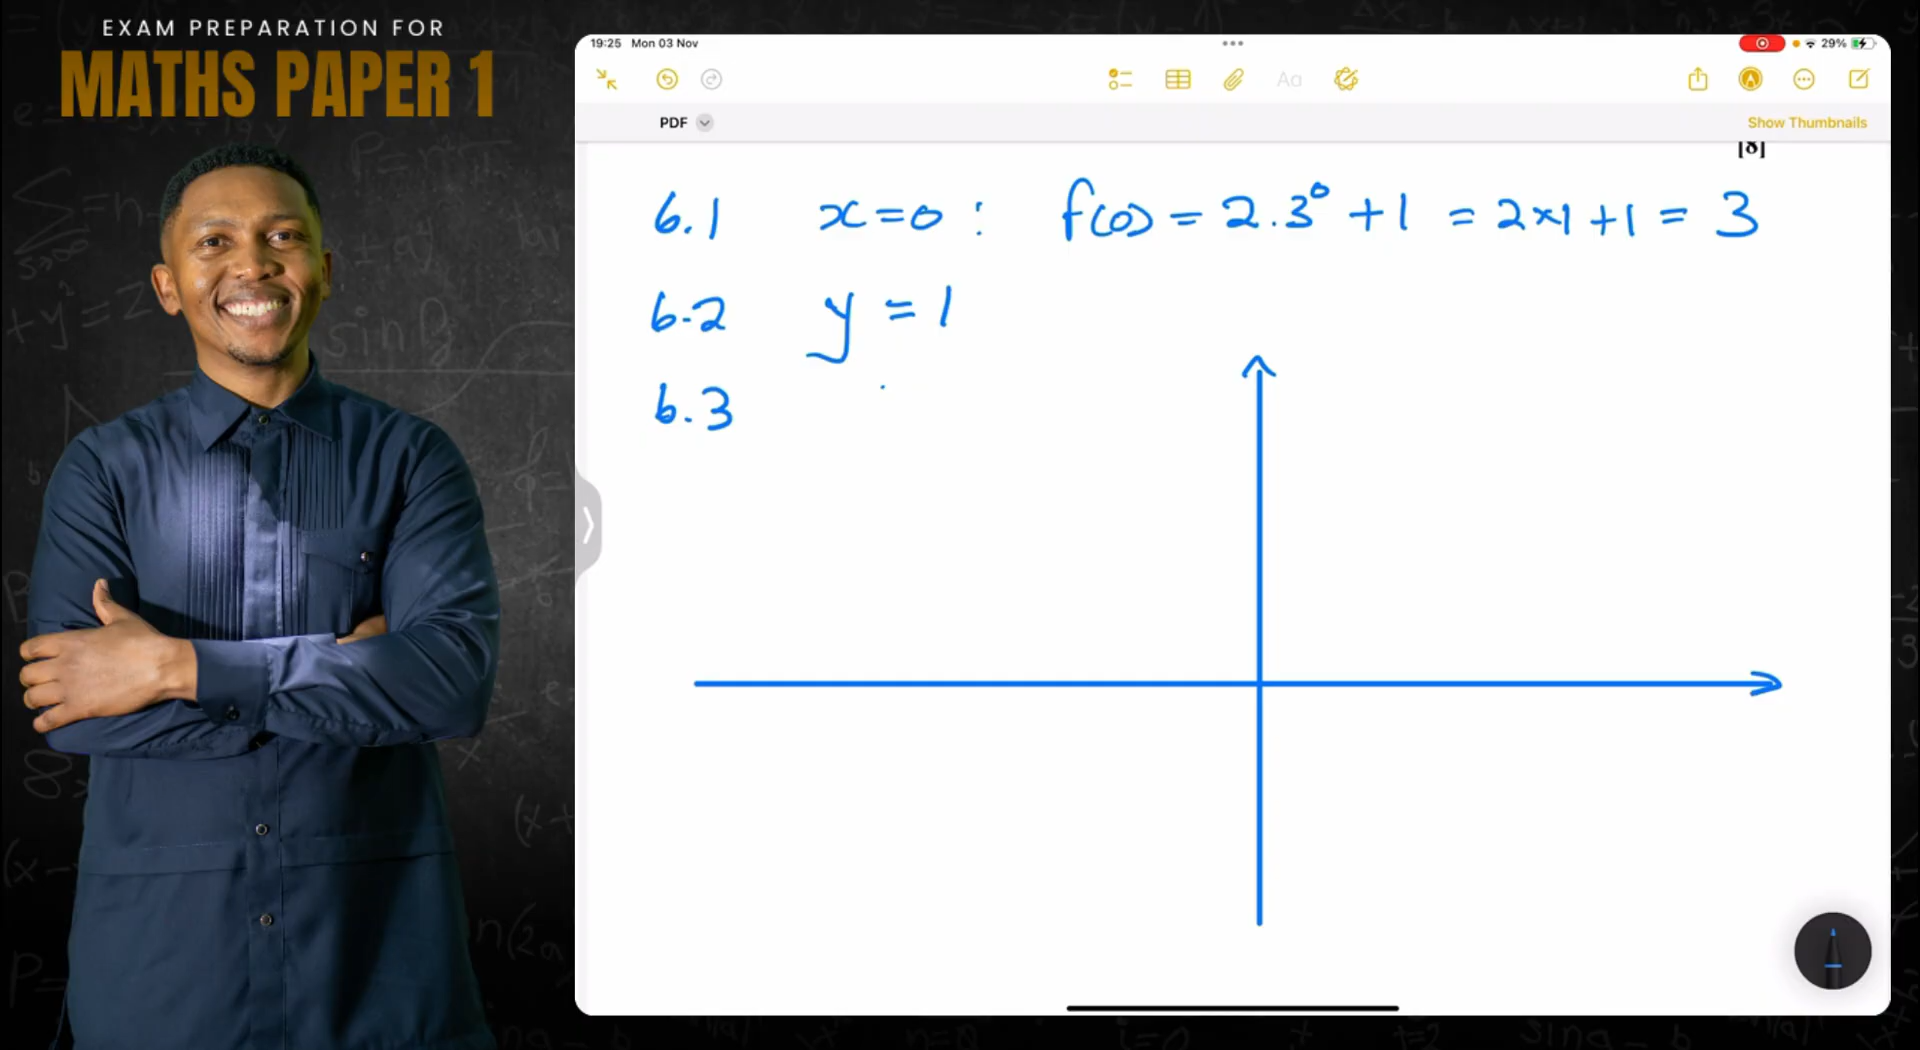 EXAM PREPARATION FOR
MATHS PAPER 1
19:25 Mon 03 Nov
29%
Aa
PDF
Show Thumbnails
[8]
6.1 x=0 : f(0) = 2.3⁰ + 1 = 2×1 + 1 = 3
6.2 y = 1
6.3